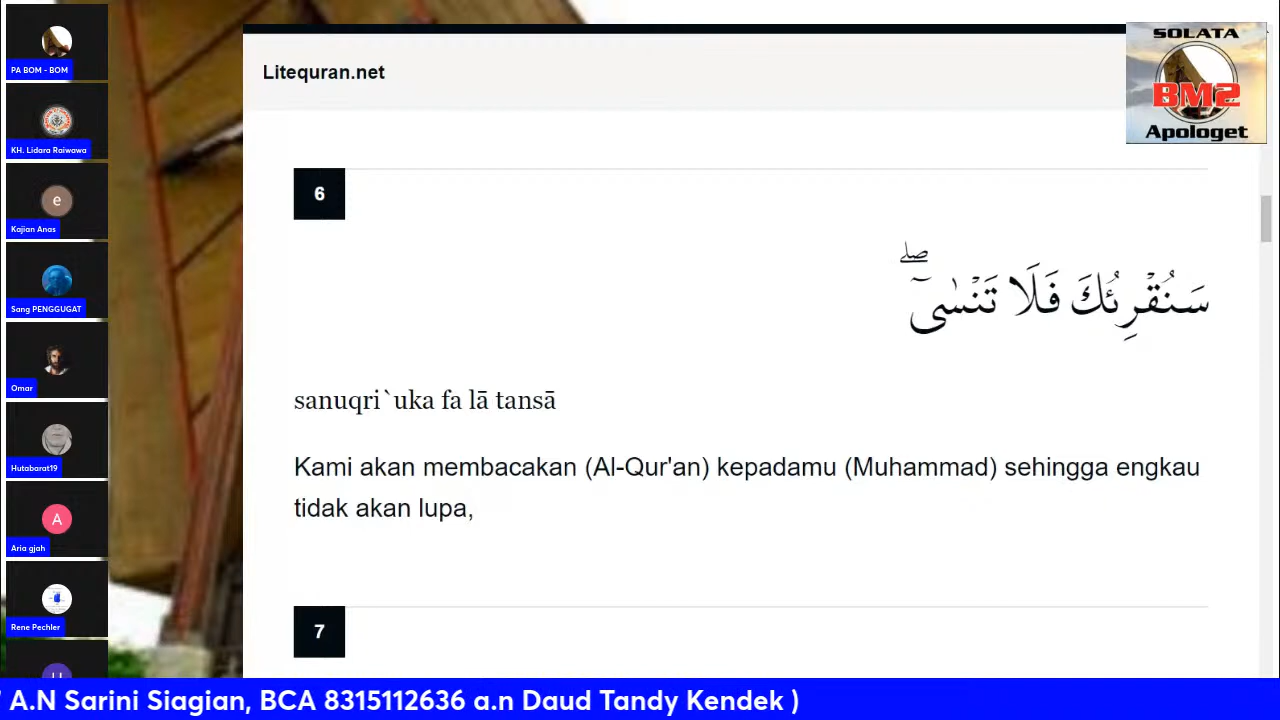 PA BOM - BOM
KH. Lidara Raiwawa
e
Kajian Anas
Sang PENGGUGAT
Omar
Hutabarat19
A
Aria gjah
Rene Pechler
Litequran.net
SOLATA
BM2
Apologet
6
سَنُقْرِئُكَ فَلَا تَنْسٰىٓ ۖ
sanuqri`uka fa lā tansā
Kami akan membacakan (Al-Qur'an) kepadamu (Muhammad) sehingga engkau
tidak akan lupa,
7
A.N Sarini Siagian, BCA 8315112636 a.n Daud Tandy Kendek )